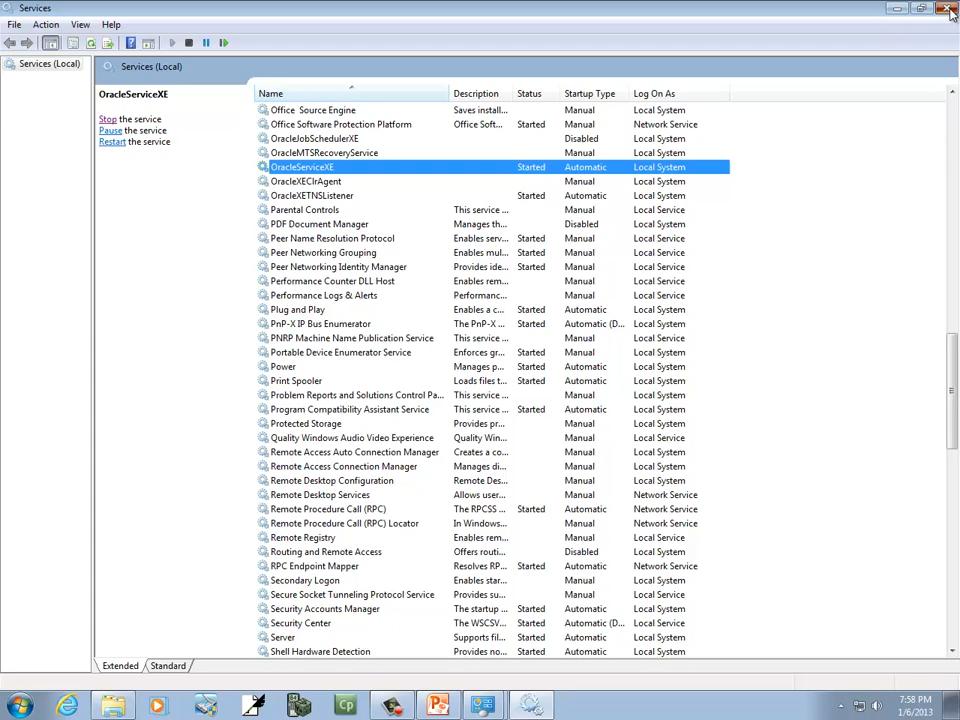 Services
File Action View Help
Services (Local)
Services (Local)
OracleServiceXE
Stop the service
Pause the service
Restart the service
Name Description Status Startup Type Log On As
Office  Source Engine Saves install... Manual Local System
Office Software Protection Platform Office Soft... Started Manual Network Service
OracleJobSchedulerXE Disabled Local System
OracleMTSRecoveryService Manual Local System
OracleServiceXE Started Automatic Local System
OracleXEClrAgent Manual Local System
OracleXETNSListener Started Automatic Local System
Parental Controls This service ... Manual Local Service
PDF Document Manager Manages th... Disabled Local System
Peer Name Resolution Protocol Enables serv... Started Manual Local Service
Peer Networking Grouping Enables mul... Started Manual Local Service
Peer Networking Identity Manager Provides ide... Started Manual Local Service
Performance Counter DLL Host Enables rem... Manual Local Service
Performance Logs & Alerts Performanc... Manual Local Service
Plug and Play Enables a c... Started Automatic Local System
PnP-X IP Bus Enumerator The PnP-X ... Started Automatic (D... Local System
PNRP Machine Name Publication Service This service ... Manual Local Service
Portable Device Enumerator Service Enforces gr... Started Manual Local System
Power Manages p... Started Automatic Local System
Print Spooler Loads files t... Started Automatic Local System
Problem Reports and Solutions Control Pa... This service ... Manual Local System
Program Compatibility Assistant Service This service ... Started Automatic Local System
Protected Storage Provides pr... Manual Local System
Quality Windows Audio Video Experience Quality Win... Manual Local Service
Remote Access Auto Connection Manager Creates a co... Manual Local System
Remote Access Connection Manager Manages di... Manual Local System
Remote Desktop Configuration Remote Des... Manual Local System
Remote Desktop Services Allows user... Manual Network Service
Remote Procedure Call (RPC) The RPCSS ... Started Automatic Network Service
Remote Procedure Call (RPC) Locator In Windows... Manual Network Service
Remote Registry Enables rem... Manual Local Service
Routing and Remote Access Offers routi... Disabled Local System
RPC Endpoint Mapper Resolves RP... Started Automatic Network Service
Secondary Logon Enables star... Manual Local System
Secure Socket Tunneling Protocol Service Provides su... Manual Local Service
Security Accounts Manager The startup ... Started Automatic Local System
Security Center The WSCSV... Started Automatic (D... Local Service
Server Supports fil... Started Automatic Local System
Shell Hardware Detection Provides no... Started Automatic Local System
Extended Standard
Cp
7:58 PM
1/6/2013